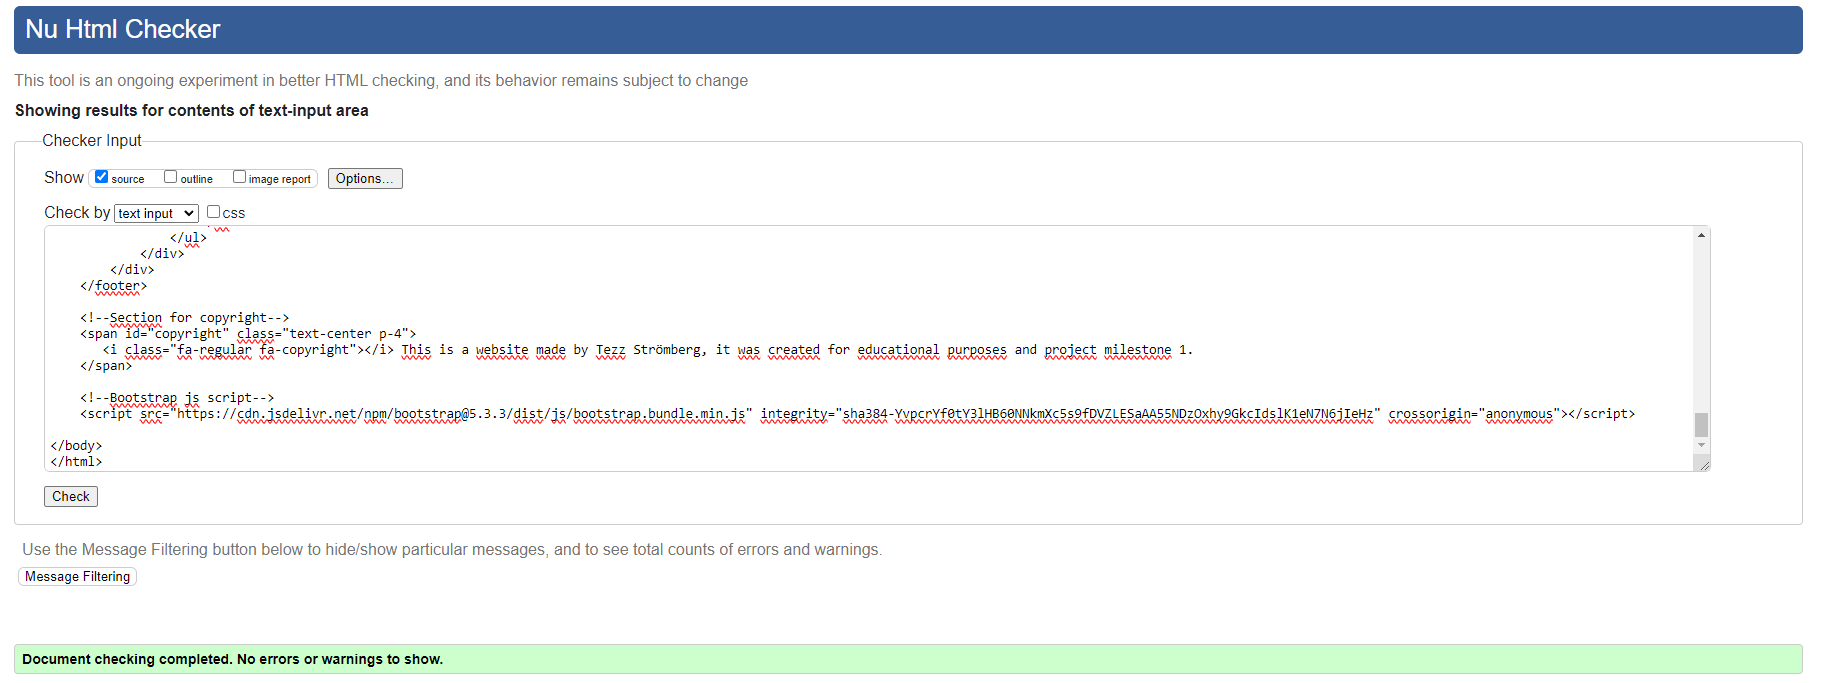 Nu Html Checker
This tool is an ongoing experiment in better HTML checking, and its behavior remains subject to change
Showing results for contents of text-input area
Checker Input
Show source outline image report Options...
Check by text input css
</ul>
</div>
</div>
</footer>
<!--Section for copyright-->
<span id="copyright" class="text-center p-4">
<i class="fa-regular fa-copyright"></i> This is a website made by Tezz Strömberg, it was created for educational purposes and project milestone 1.
</span>
<!--Bootstrap js script-->
<script src="https://cdn.jsdelivr.net/npm/bootstrap@5.3.3/dist/js/bootstrap.bundle.min.js" integrity="sha384-YvpcrYf0tY3lHB60NNkmXc5s9fDVZLESaAA55NDzOxhy9GkcIdslK1eN7N6jIeHz" crossorigin="anonymous"></script>
</body>
</html>
Check
Use the Message Filtering button below to hide/show particular messages, and to see total counts of errors and warnings.
Message Filtering
Document checking completed. No errors or warnings to show.